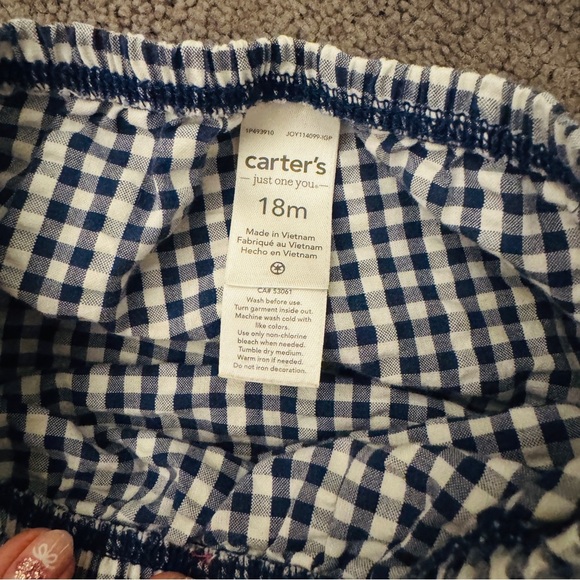 1P493910 JOY114099-IGP
carter's
just one you®
18m
Made in Vietnam
Fabriqué au Vietnam
Hecho en Vietnam
CA# 53061
Wash before use.
Turn garment inside out.
Machine wash cold with
like colors.
Use only non-chlorine
bleach when needed.
Tumble dry medium.
Warm iron if needed.
Do not iron decoration.